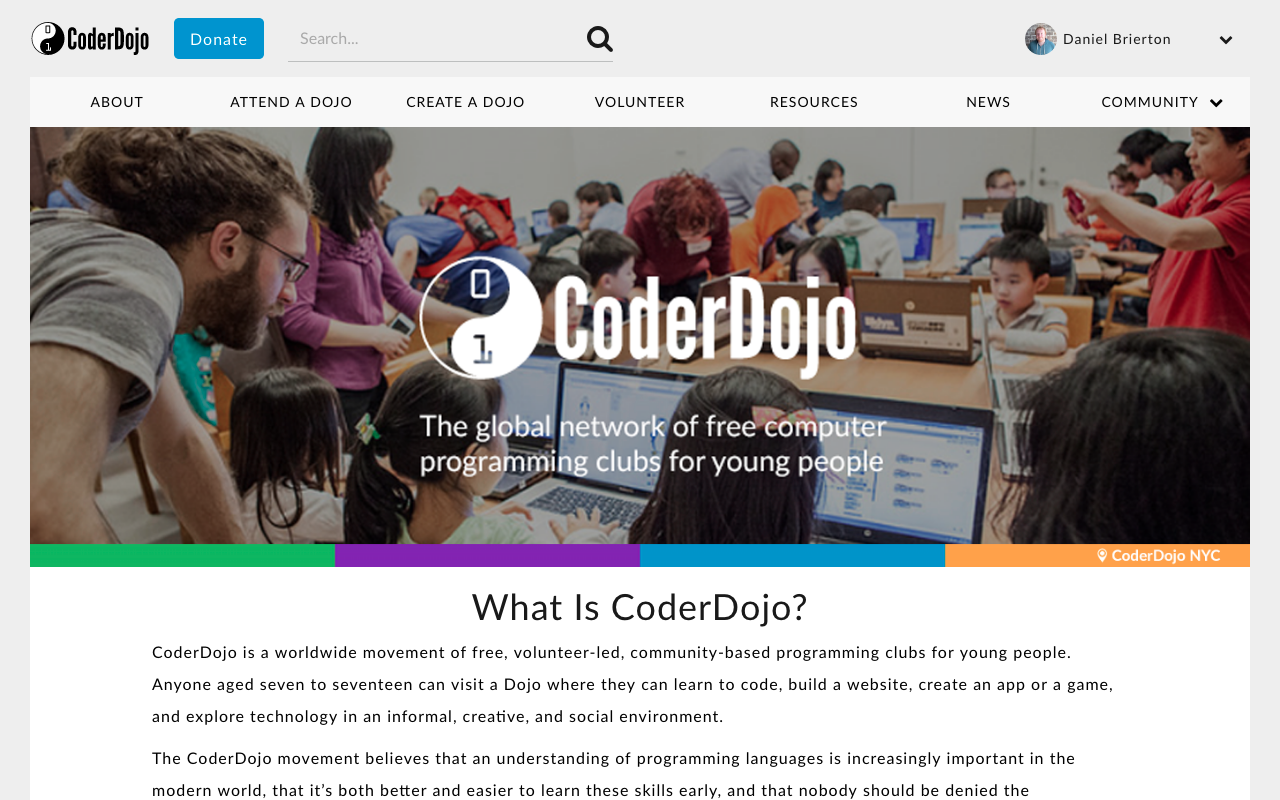 CoderDojo
Donate
Search...
Daniel Brierton
ABOUT
ATTEND A DOJO
CREATE A DOJO
VOLUNTEER
RESOURCES
NEWS
COMMUNITY
0
1
CoderDojo
The global network of free computer
programming clubs for young people
CoderDojo NYC
What Is CoderDojo?
CoderDojo is a worldwide movement of free, volunteer-led, community-based programming clubs for young people.
Anyone aged seven to seventeen can visit a Dojo where they can learn to code, build a website, create an app or a game,
and explore technology in an informal, creative, and social environment.
The CoderDojo movement believes that an understanding of programming languages is increasingly important in the
modern world, that it’s both better and easier to learn these skills early, and that nobody should be denied the